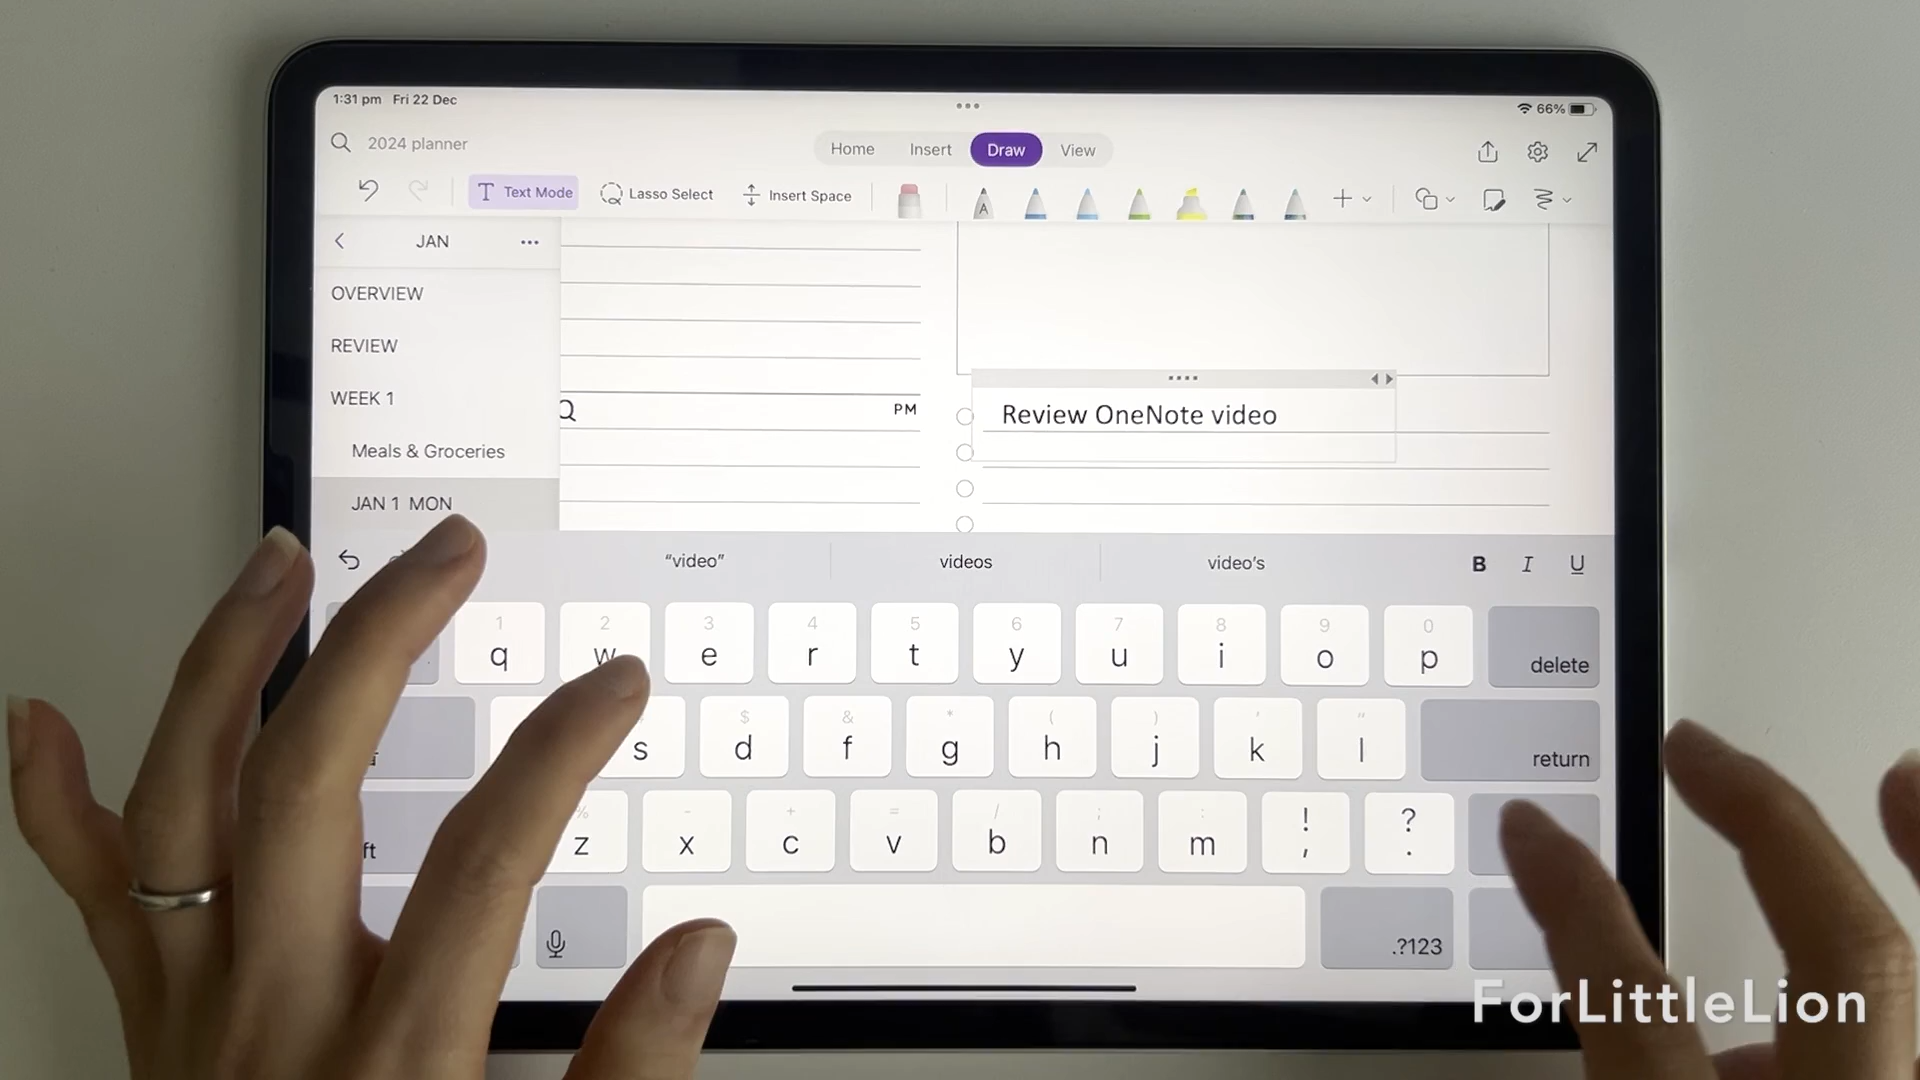 1:31 pm Fri 22 Dec
66%
2024 planner
Home Insert Draw View
Text Mode Lasso Select Insert Space
A
JAN
OVERVIEW
REVIEW
WEEK 1
Meals & Groceries
JAN 1 MON
PM
Review OneNote video
“video” videos video’s B I U
1 2 3 4 5 6 7 8 9 0
q w e r t y u i o p delete
$ & * ( ) ' "
s d f g h j k l return
% - + = / ; : ! ?
ft z x c v b n m , .
.?123
ForLittleLion